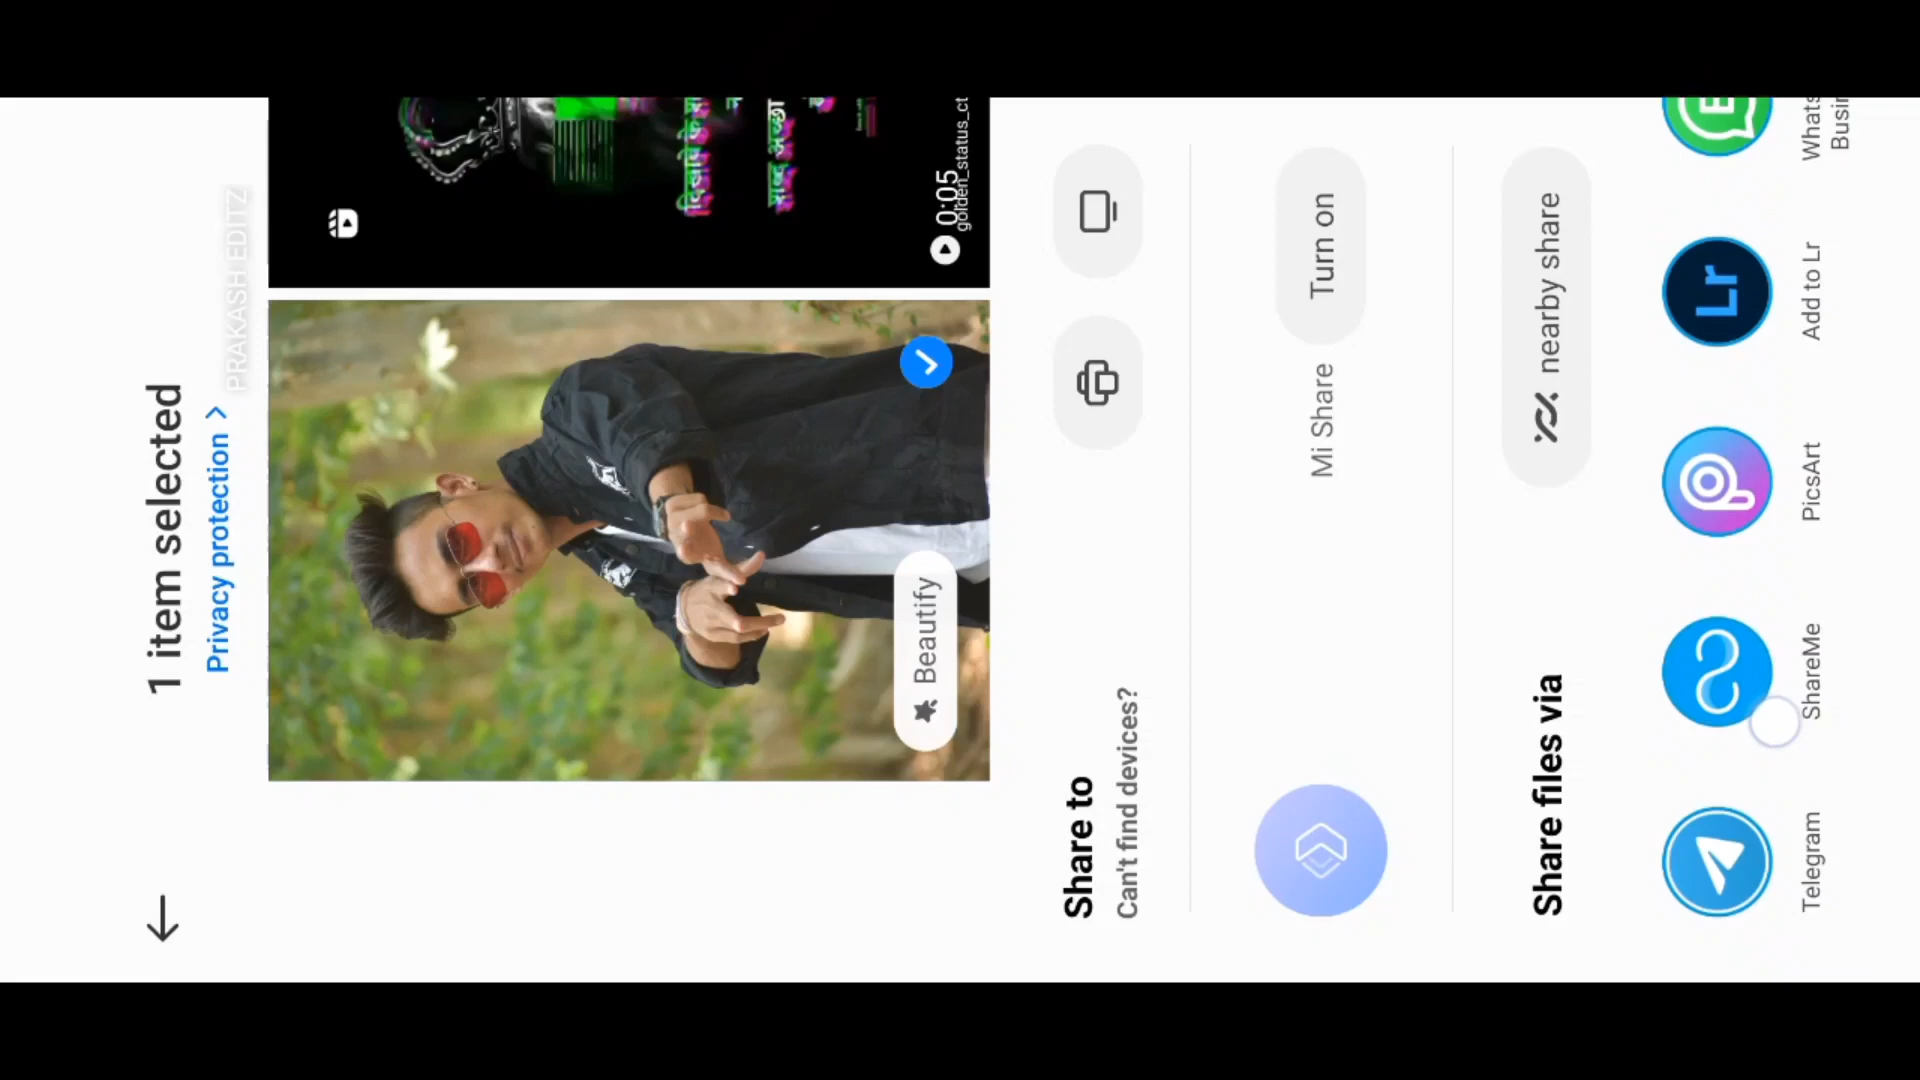 1 item selected
Privacy protection >
PRAKASH EDITZ
Beautify
0:05
golden_status_ct
Share to
Can't find devices?
Mi Share
Turn on
Share files via
nearby share
Telegram
ShareMe
PicsArt
Lr
Add to Lr